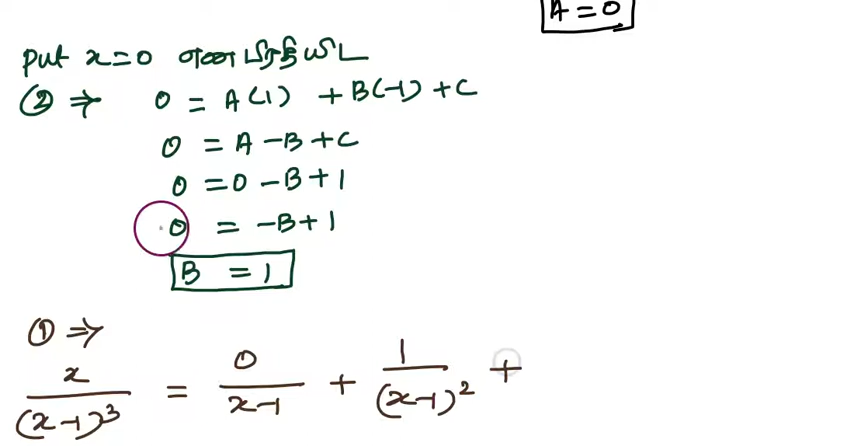 A = 0
put x = 0 என பிரதியிட
② ⇒ 0 = A(1) + B(-1) + C
0 = A - B + C
0 = 0 - B + 1
0 = -B + 1
B = 1
① ⇒
x/(x-1)³ = 0/(x-1) + 1/(x-1)² +